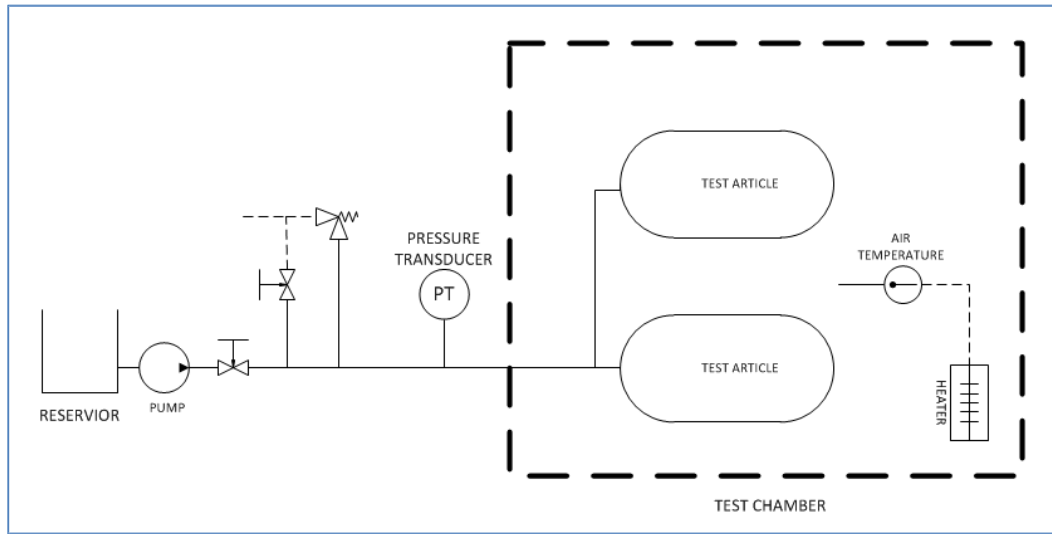 TEST ARTICLE
PRESSURE
TRANSDUCER
AIR
TEMPERATURE
PT
TEST ARTICLE
HEATER
RESERVIOR
PUMP
TEST CHAMBER